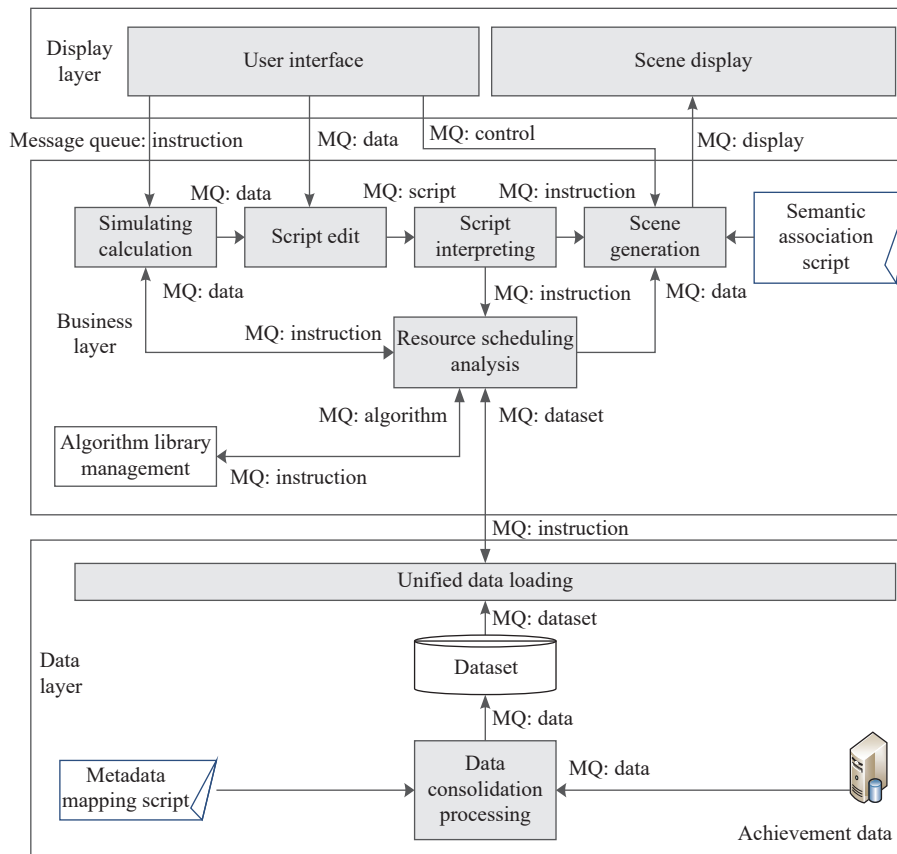 Display
layer
User interface
Scene display
Message queue: instruction
MQ: data
MQ: control
MQ: display
MQ: data
MQ: script
MQ: instruction
Simulating
calculation
Script edit
Script
interpreting
Scene
generation
Semantic
association
script
MQ: data
MQ: instruction
MQ: data
Business
layer
MQ: instruction
Resource scheduling
analysis
MQ: algorithm
MQ: dataset
Algorithm library
management
MQ: instruction
MQ: instruction
Unified data loading
MQ: dataset
Data
layer
Dataset
MQ: data
Metadata
mapping script
Data
consolidation
processing
MQ: data
Achievement data